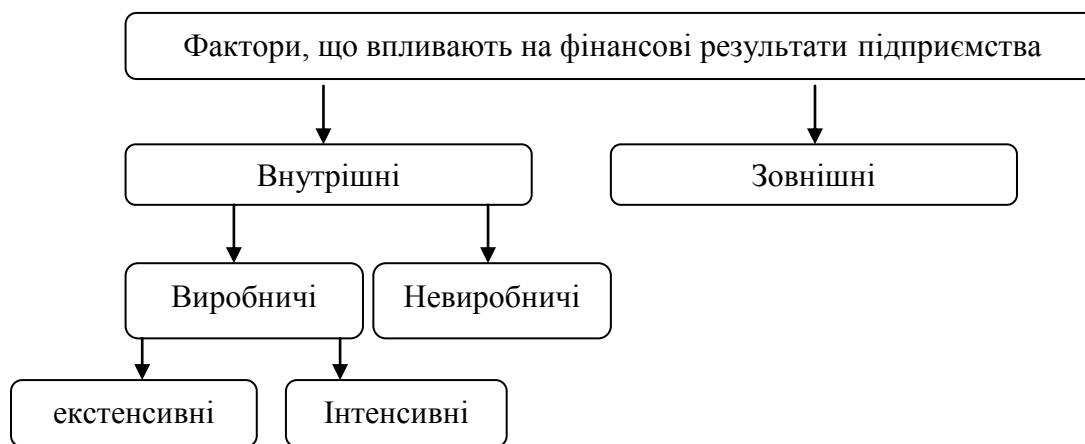 Фактори, що впливають на фінансові результати підприємства
Внутрішні
Зовнішні
Виробничі
Невиробничі
екстенсивні
Інтенсивні